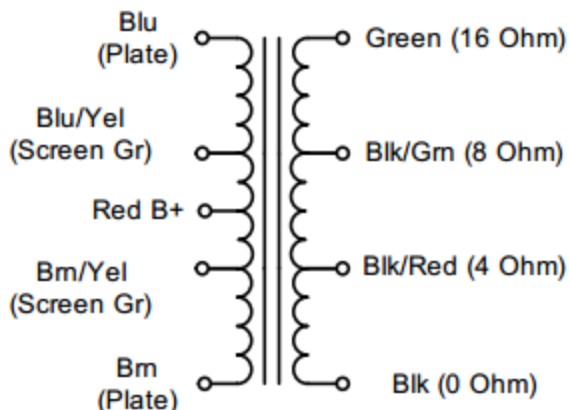 Blu
(Plate)
Green (16 Ohm)
Blu/Yel
(Screen Gr)
Blk/Grn (8 Ohm)
Red B+
Brn/Yel
(Screen Gr)
Blk/Red (4 Ohm)
Brn
(Plate)
Blk (0 Ohm)